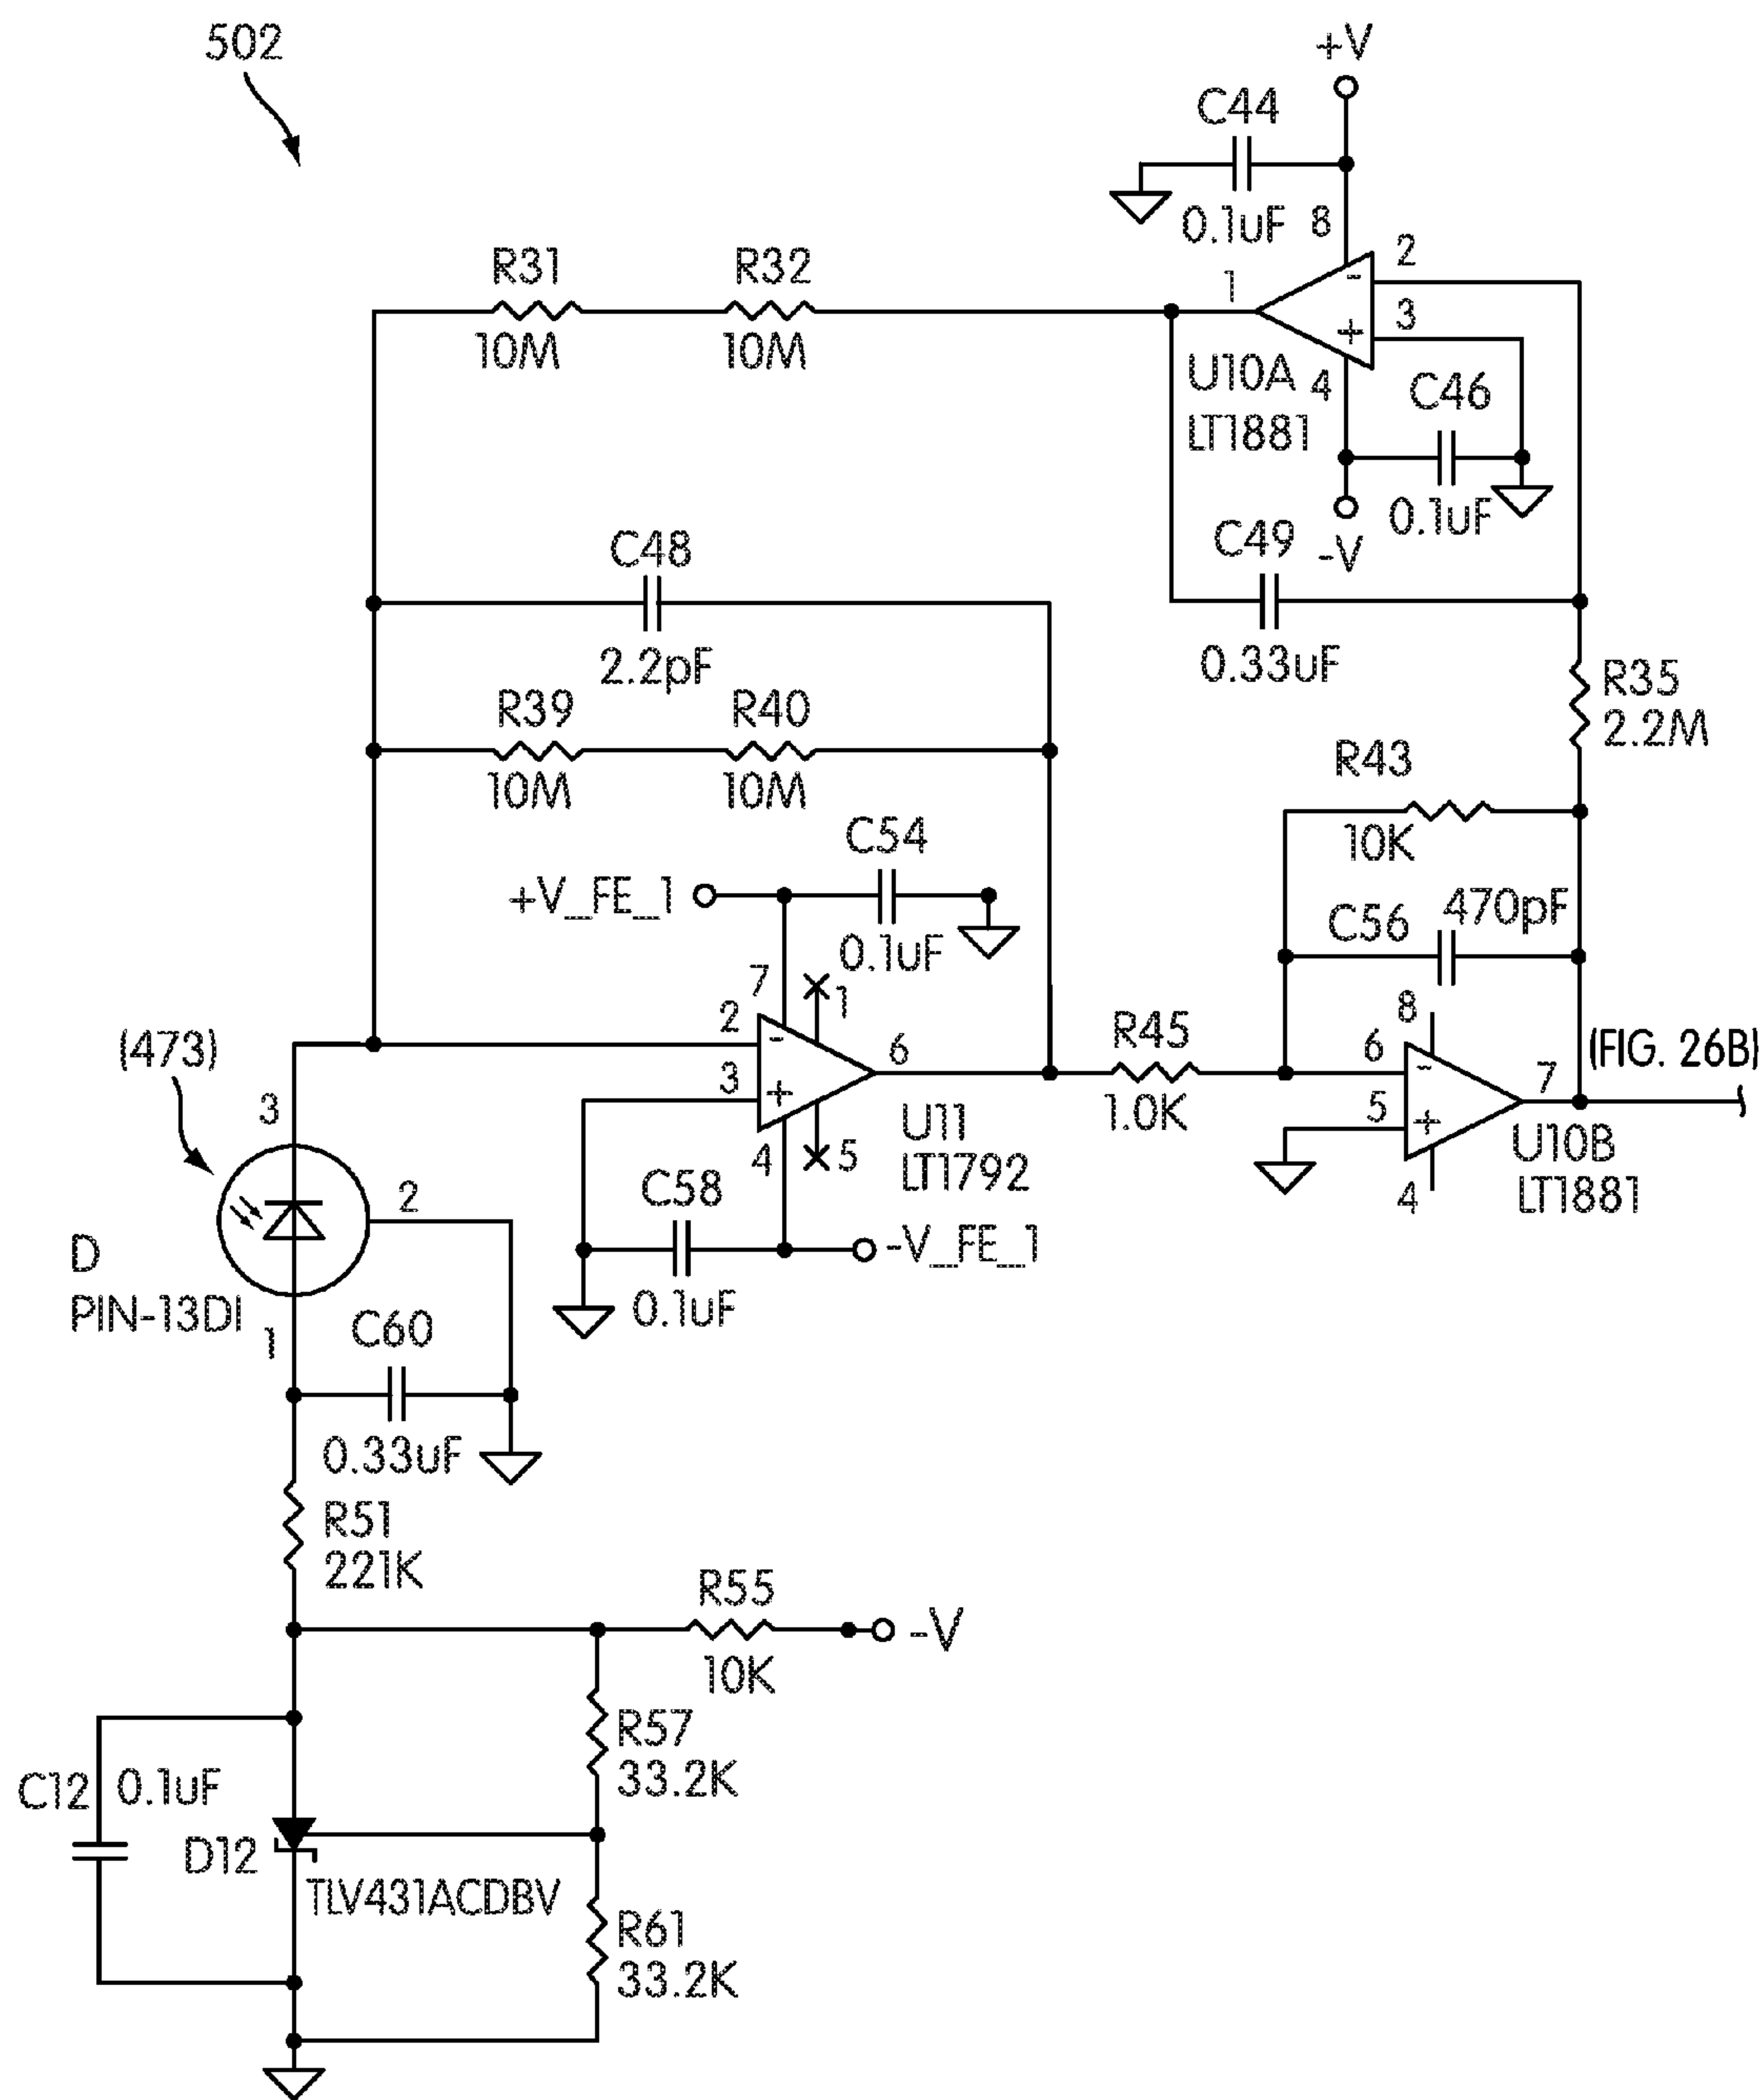 502
+V
C44
0.1uF
8
2
1
3
R31
R32
10M
10M
U10A
LT1881
4
C46
0.1uF
-V
C48
2.2pF
C49
0.33uF
R35
2.2M
R39
R40
10M
10M
R43
10K
C54
+V_FE_1
0.1uF
C56
470pF
7
1
2
3
6
4
5
U11
LT1792
R45
1.0K
8
6
5
7
4
(FIG. 26B)
U10B
LT1881
(473)
3
2
D
PIN-13DI
1
C58
0.1uF
-V_FE_1
C60
0.33uF
R51
221K
R55
10K
-V
R57
33.2K
C12
0.1uF
D12
TLV431ACDBV
R61
33.2K